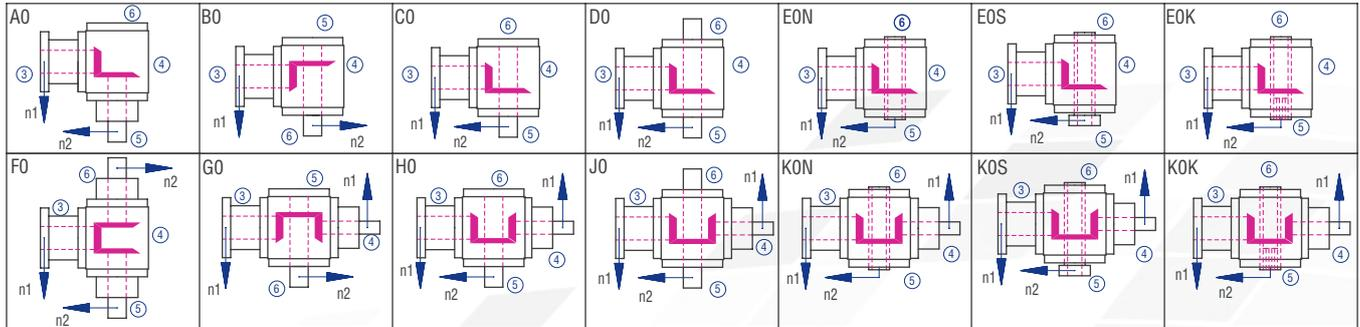 A0 6 3 4 n1 n2 5
B0 5 3 4 n1 6 n2
C0 6 3 4 n1 n2 5
D0 6 3 4 n1 n2 5
E0N 6 3 4 n1 n2 5
E0S 6 3 4 n1 n2 5
E0K 6 3 4 n1 n2 5
F0 6 n2 3 4 n1 n2 5
G0 5 n1 3 4 n1 6 n2
H0 6 n1 3 4 n1 n2 5
J0 6 n1 3 4 n1 n2 5
K0N 6 n1 3 4 n1 n2 5
K0S 6 n1 3 4 n1 n2 5
K0K 6 n1 3 4 n1 n2 5